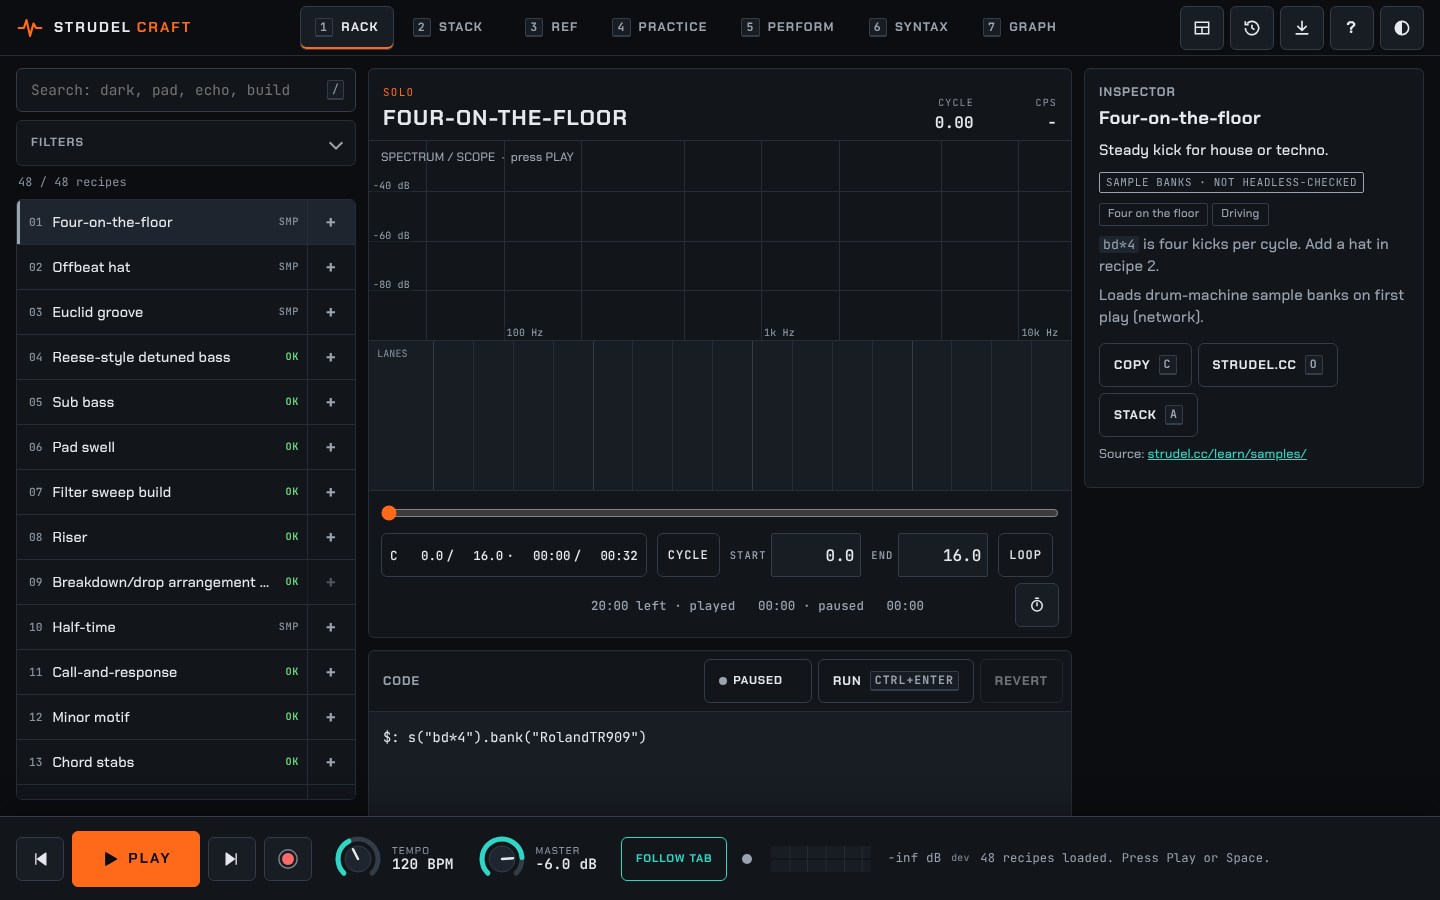 STRUDEL CRAFT
1 RACK
2 STACK
3 REF
4 PRACTICE
5 PERFORM
6 SYNTAX
7 GRAPH
?
Search: dark, pad, echo, build /
FILTERS
48 / 48 recipes
01 Four-on-the-floor SMP +
02 Offbeat hat SMP +
03 Euclid groove SMP +
04 Reese-style detuned bass OK +
05 Sub bass OK +
06 Pad swell OK +
07 Filter sweep build OK +
08 Riser OK +
09 Breakdown/drop arrangement ... OK +
10 Half-time SMP +
11 Call-and-response OK +
12 Minor motif OK +
13 Chord stabs OK +
SOLO
FOUR-ON-THE-FLOOR
CYCLE
0.00
CPS
-
SPECTRUM / SCOPE · press PLAY
-40 dB
-60 dB
-80 dB
100 Hz
1k Hz
10k Hz
LANES
C 0.0 / 16.0 · 00:00 / 00:32
CYCLE
START 0.0
END 16.0
LOOP
20:00 left · played 00:00 · paused 00:00
CODE
PAUSED
RUN CTRL+ENTER
REVERT
$: s("bd*4").bank("RolandTR909")
INSPECTOR
Four-on-the-floor
Steady kick for house or techno.
SAMPLE BANKS · NOT HEADLESS-CHECKED
Four on the floor
Driving
bd*4 is four kicks per cycle. Add a hat in
recipe 2.
Loads drum-machine sample banks on first
play (network).
COPY C
STRUDEL.CC O
STACK A
Source: strudel.cc/learn/samples/
PLAY
TEMPO
120 BPM
MASTER
-6.0 dB
FOLLOW TAB
-inf dB dev 48 recipes loaded. Press Play or Space.